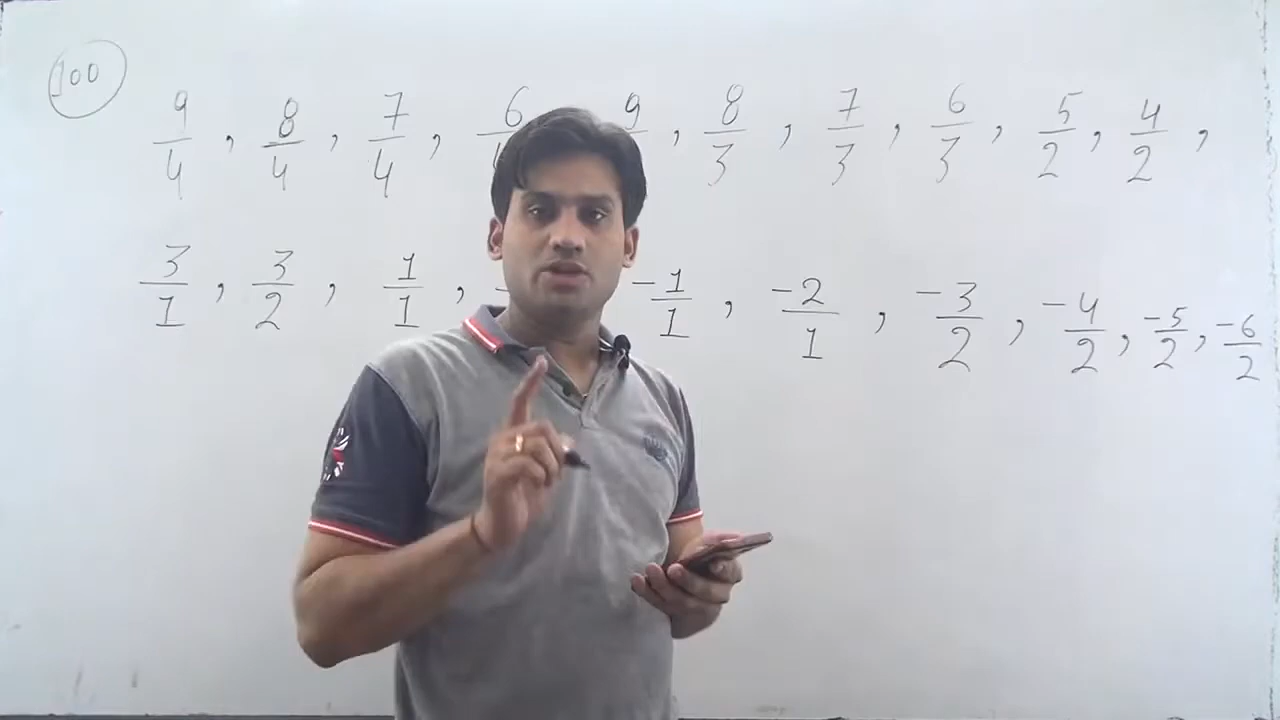 100
9/4 , 8/4 , 7/4 , 6/ 9/ , 8/3 , 7/3 , 6/3 , 5/2 , 4/2 ,
3/1 , 3/2 , 1/1 , -1/1 , -2/1 , -3/2 , -4/2 , -5/2 , -6/2